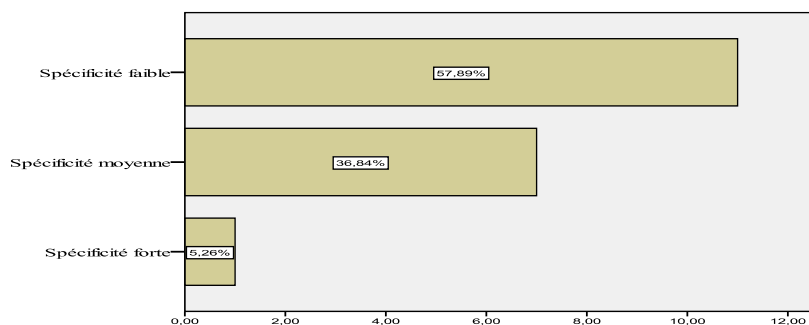 Spécificité faible
57,89%
Spécificité moyenne
36,84%
Spécificité forte
5,26%
0,00 2,00 4,00 6,00 8,00 10,00 12,00